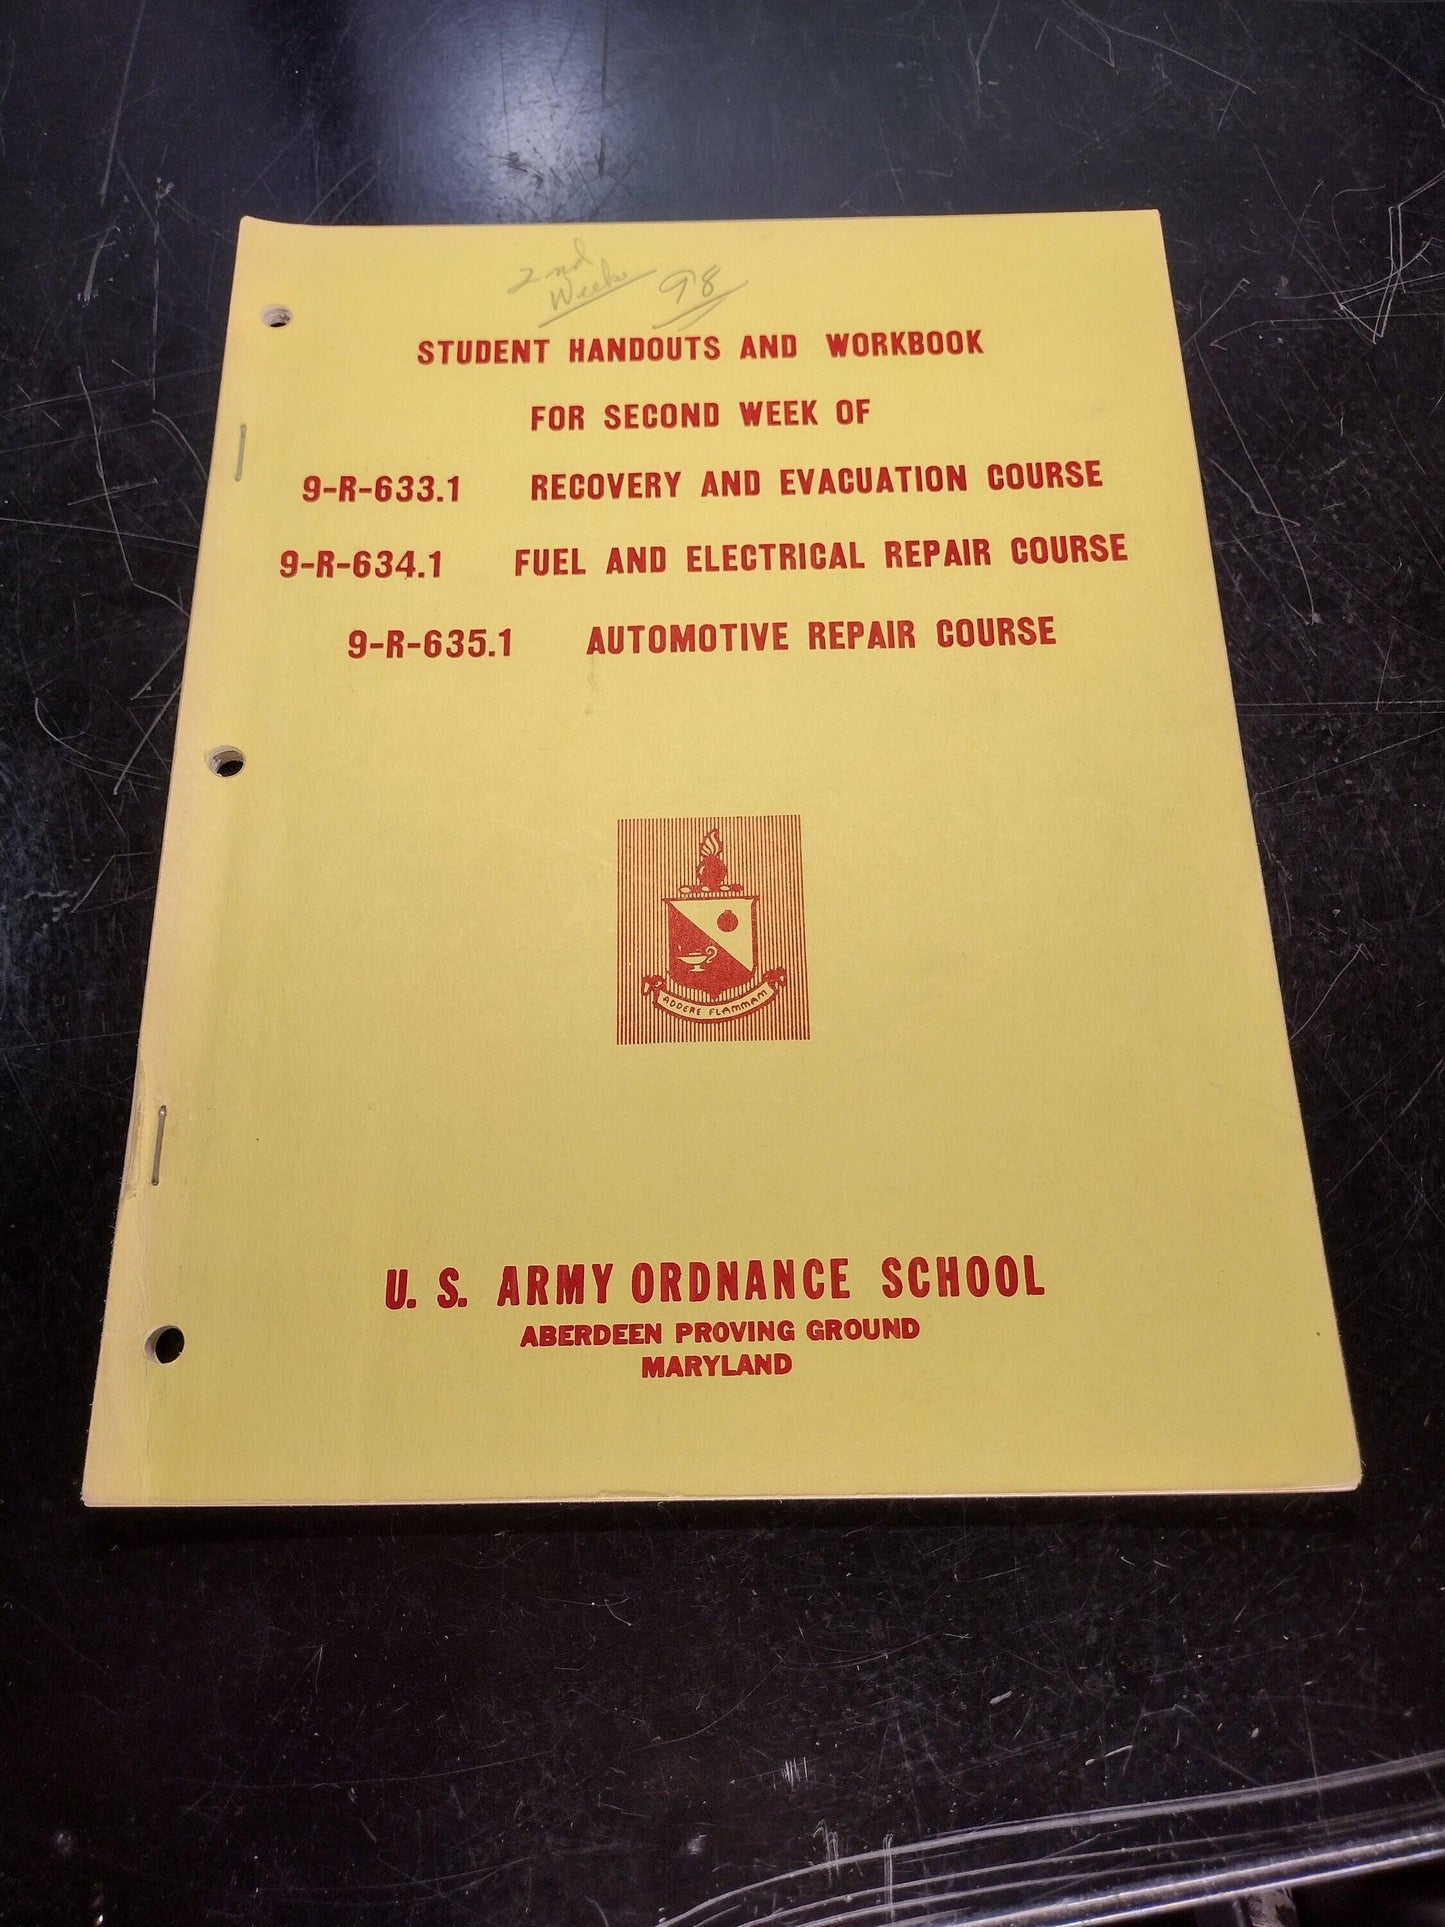 2nd
Week 98
STUDENT HANDOUTS AND WORKBOOK
FOR SECOND WEEK OF
9-R-633.1 RECOVERY AND EVACUATION COURSE
9-R-634.1 FUEL AND ELECTRICAL REPAIR COURSE
9-R-635.1 AUTOMOTIVE REPAIR COURSE
ADDERE FLAMMAM
U. S. ARMY ORDNANCE SCHOOL
ABERDEEN PROVING GROUND
MARYLAND